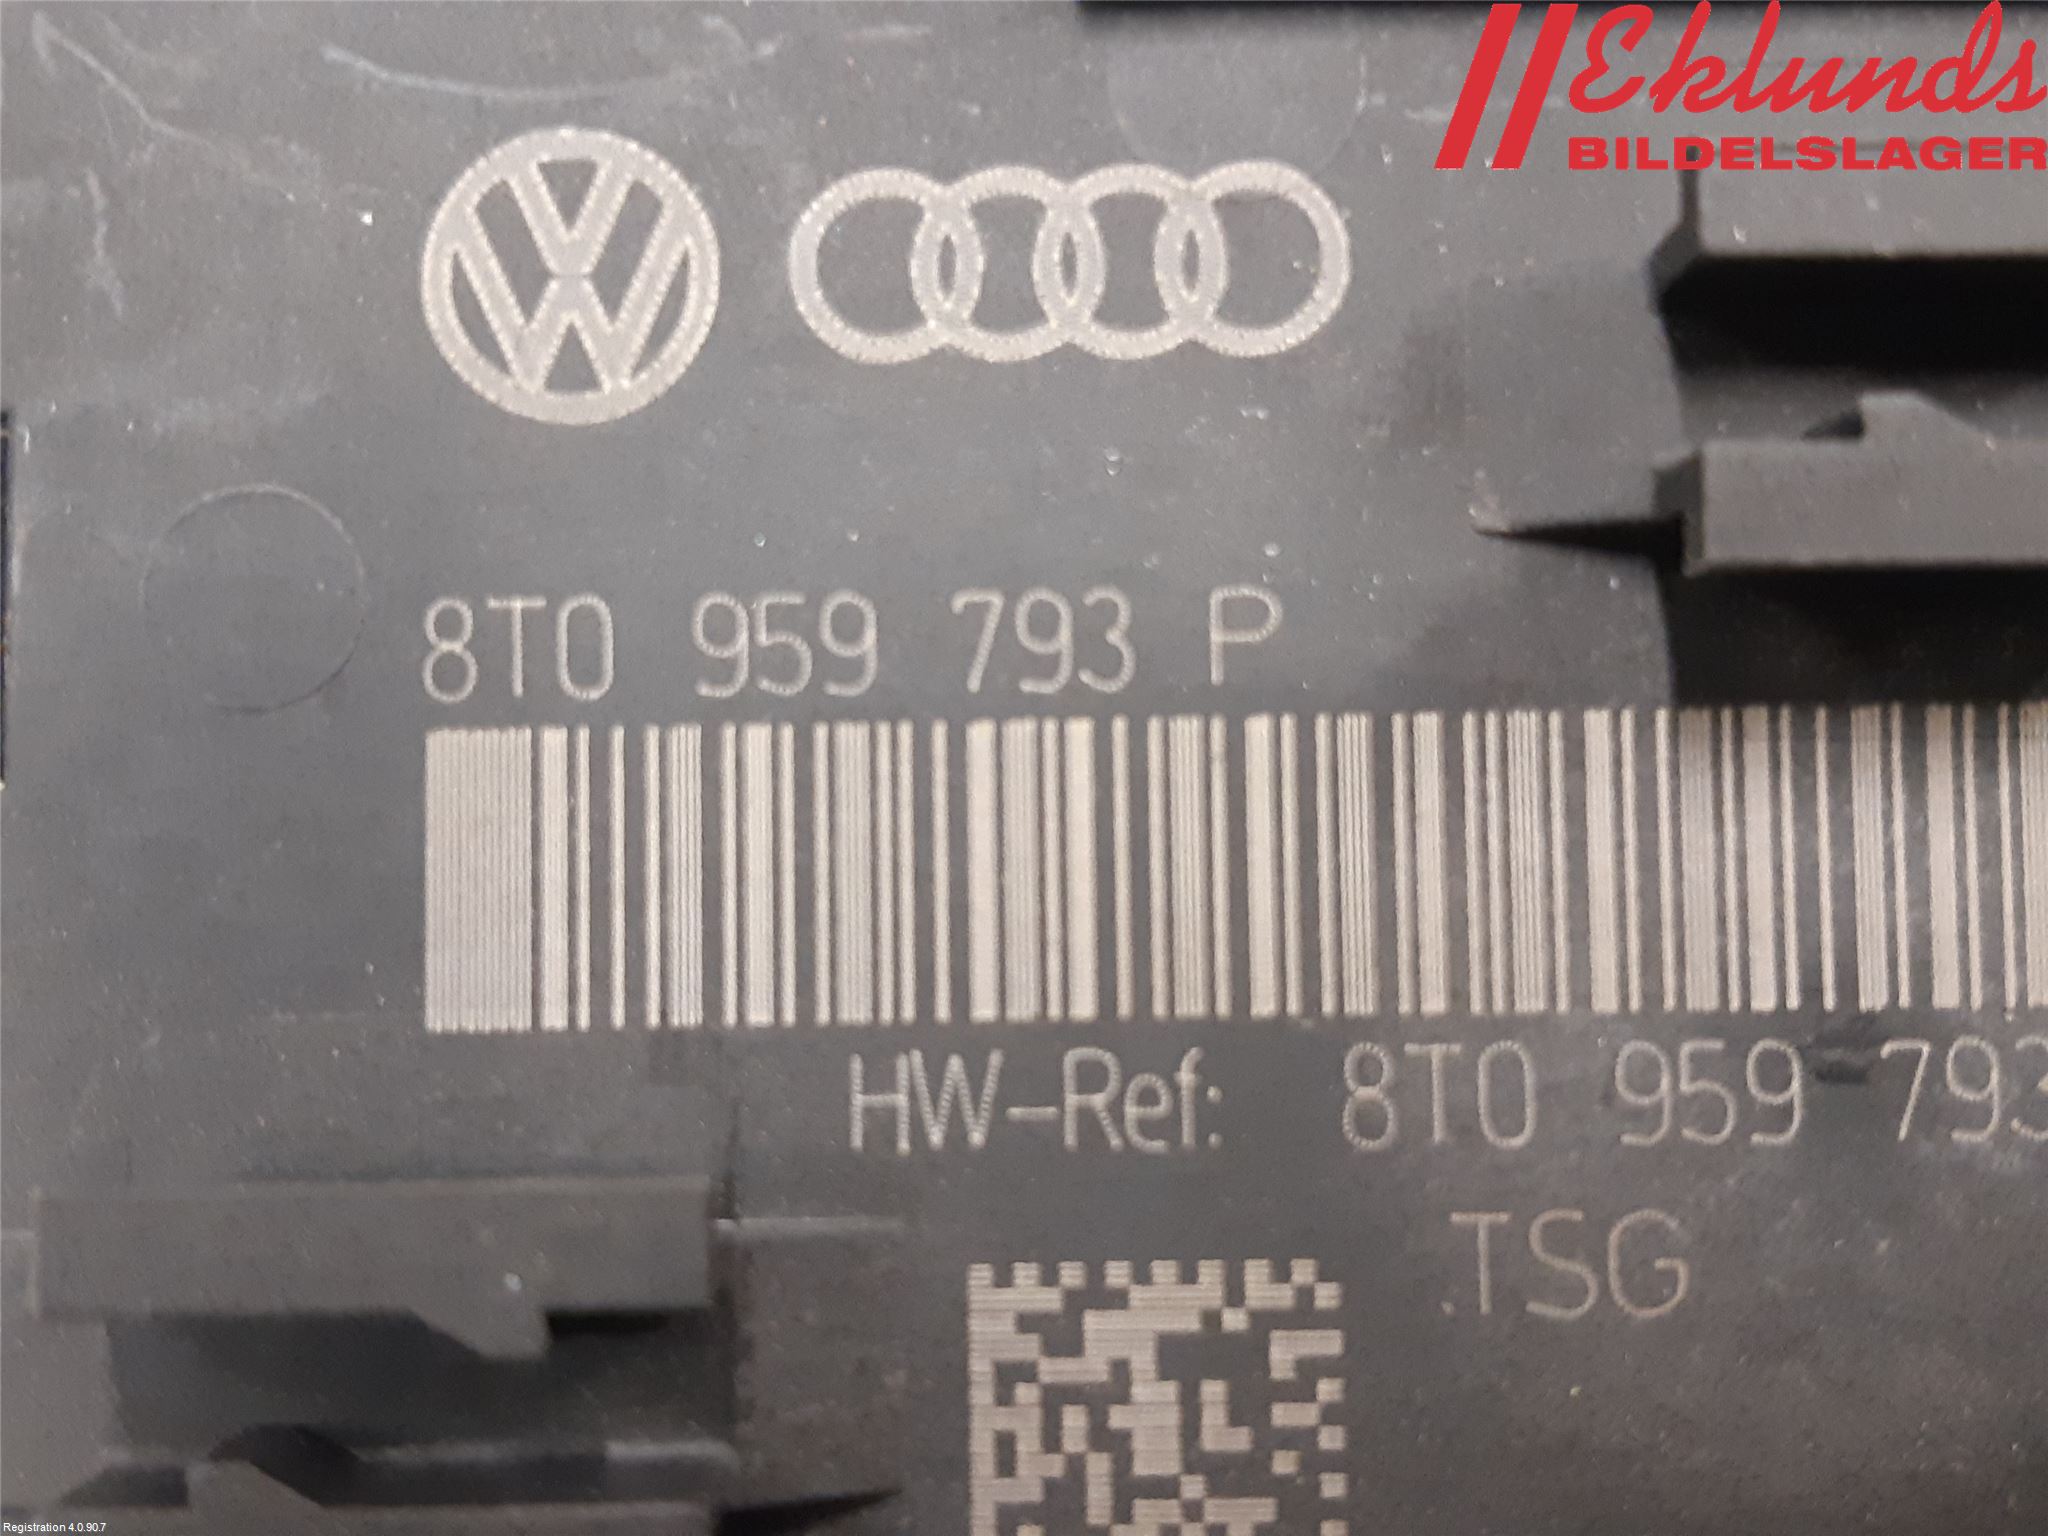 Eklunds
BILDELSLAGER
8T0 959 793 P
HW-Ref: 8T0 959 793
.TSG
Registration 4.0.90.7